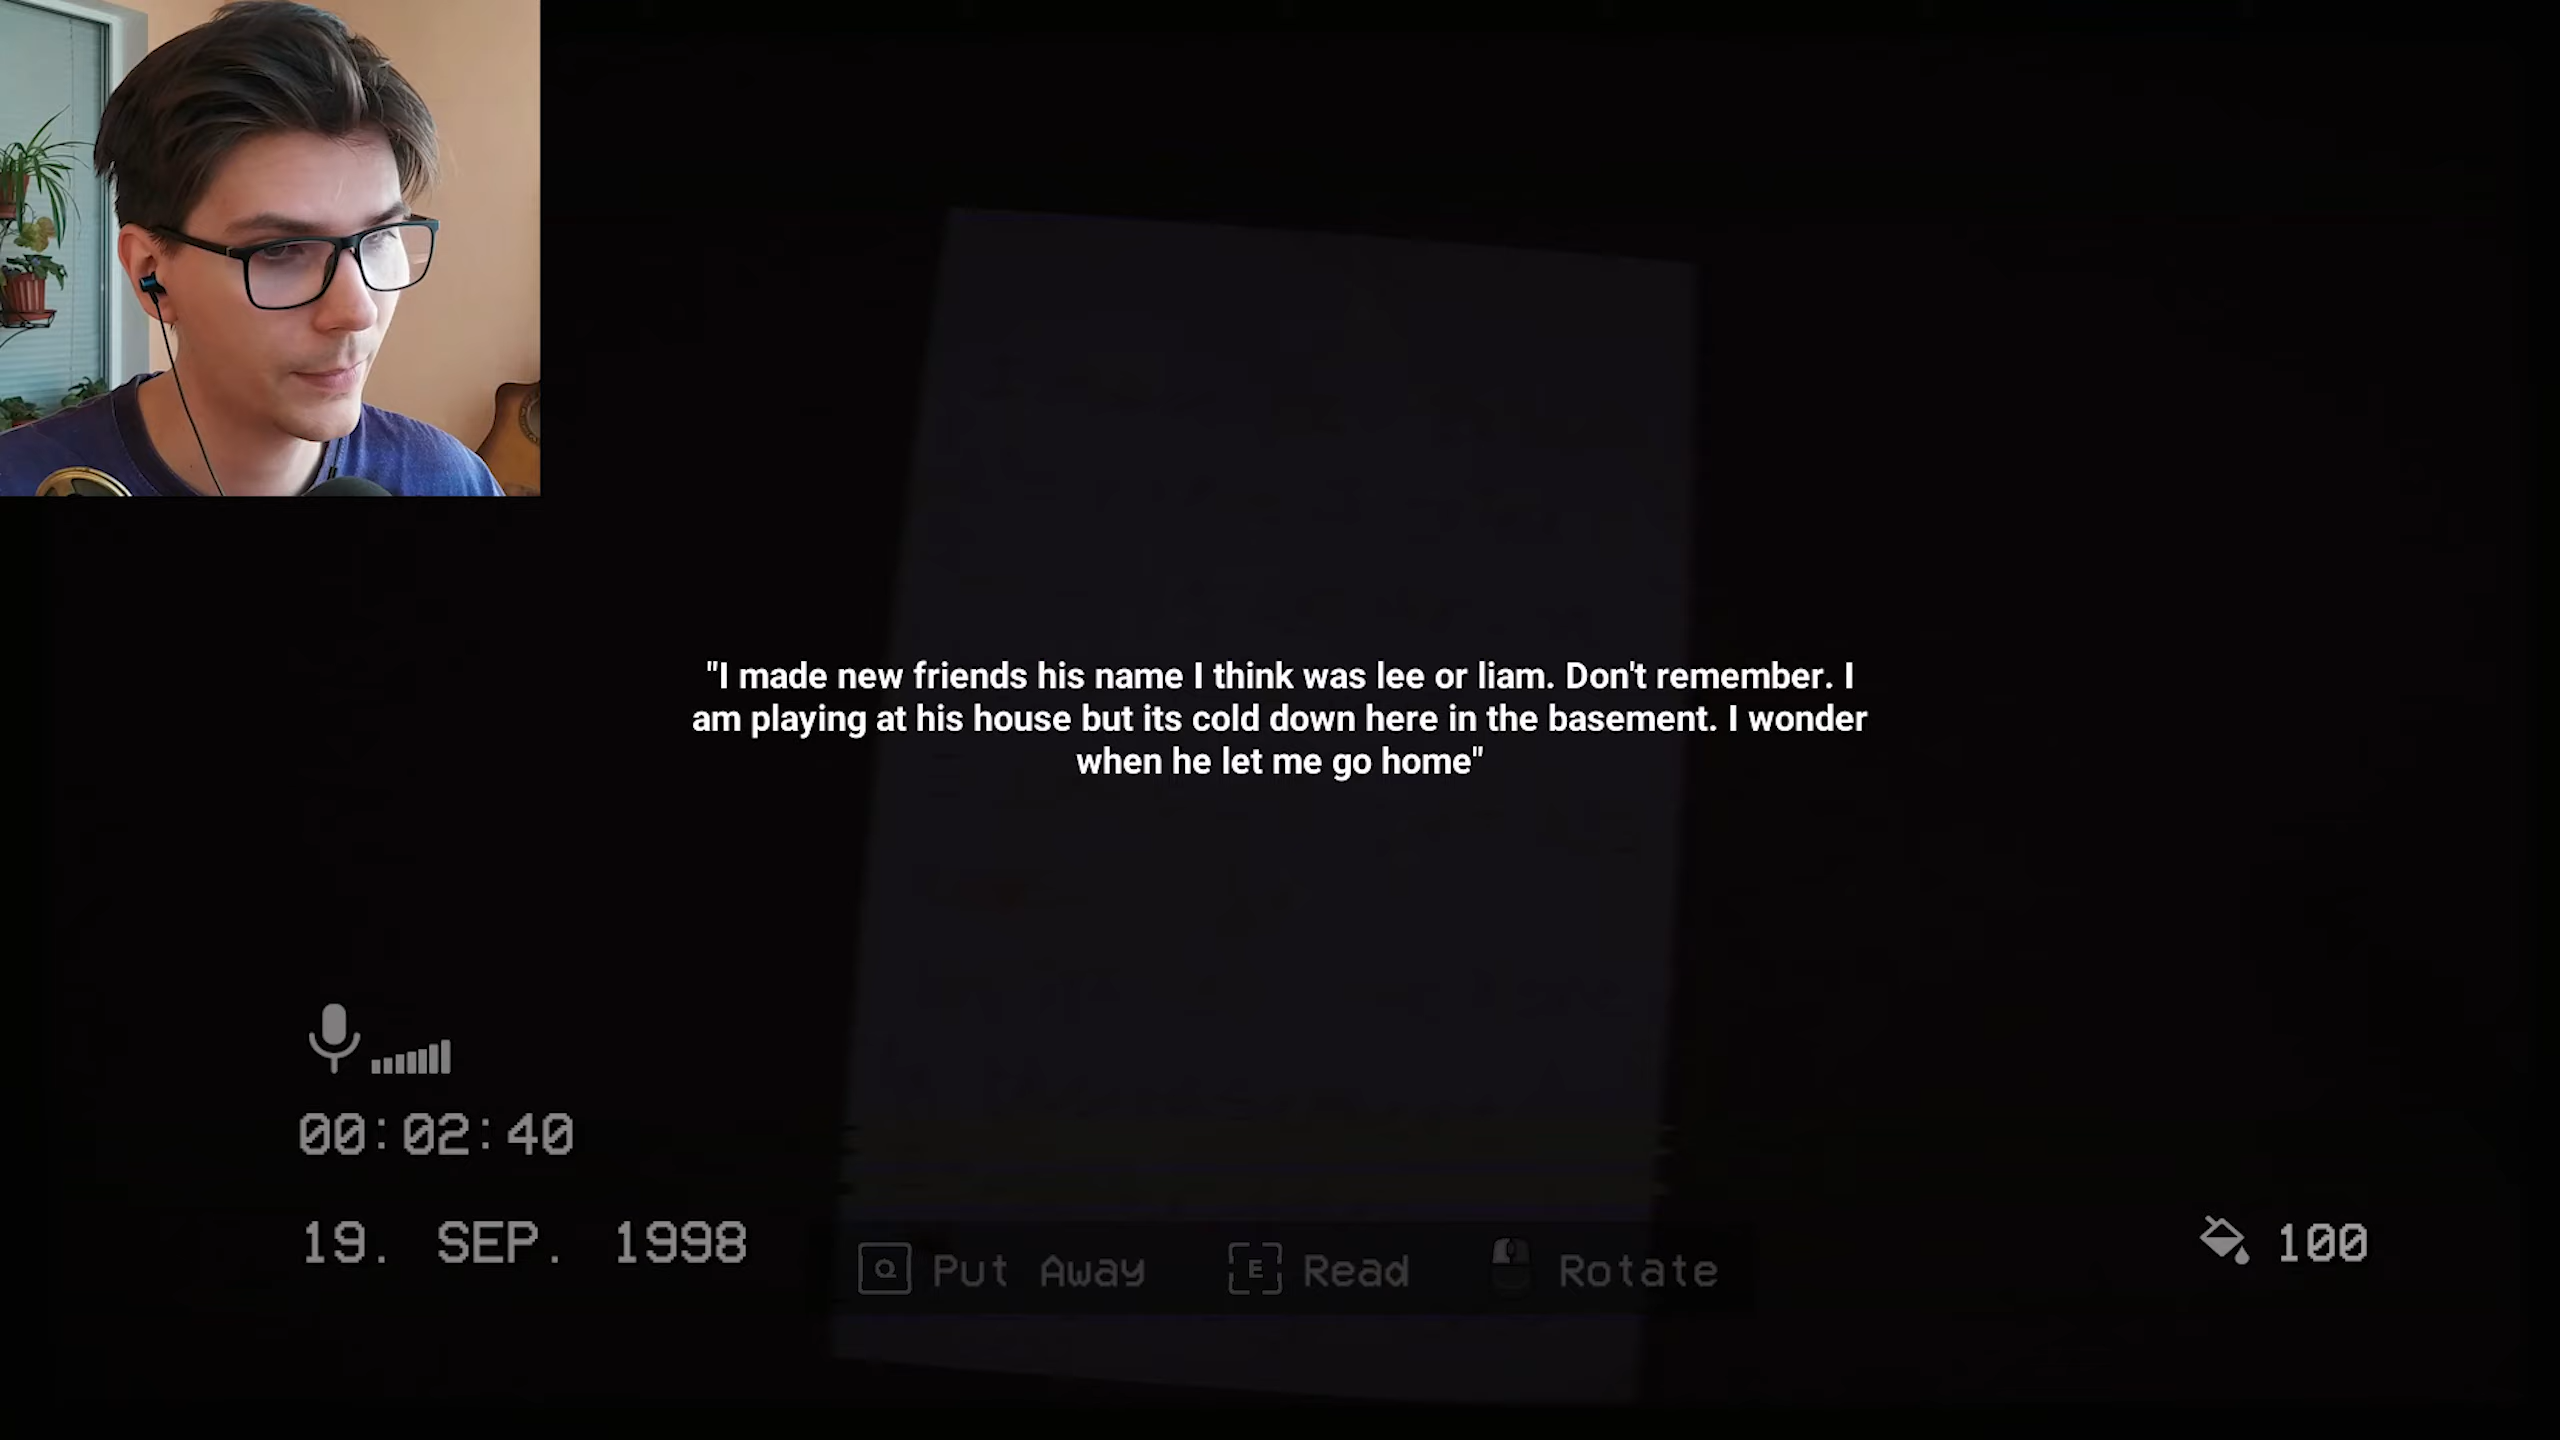 "I made new friends his name I think was lee or liam. Don't remember. I
am playing at his house but its cold down here in the basement. I wonder
when he let me go home"
00:02:40
19. SEP. 1998
Q Put Away E Read Rotate
100